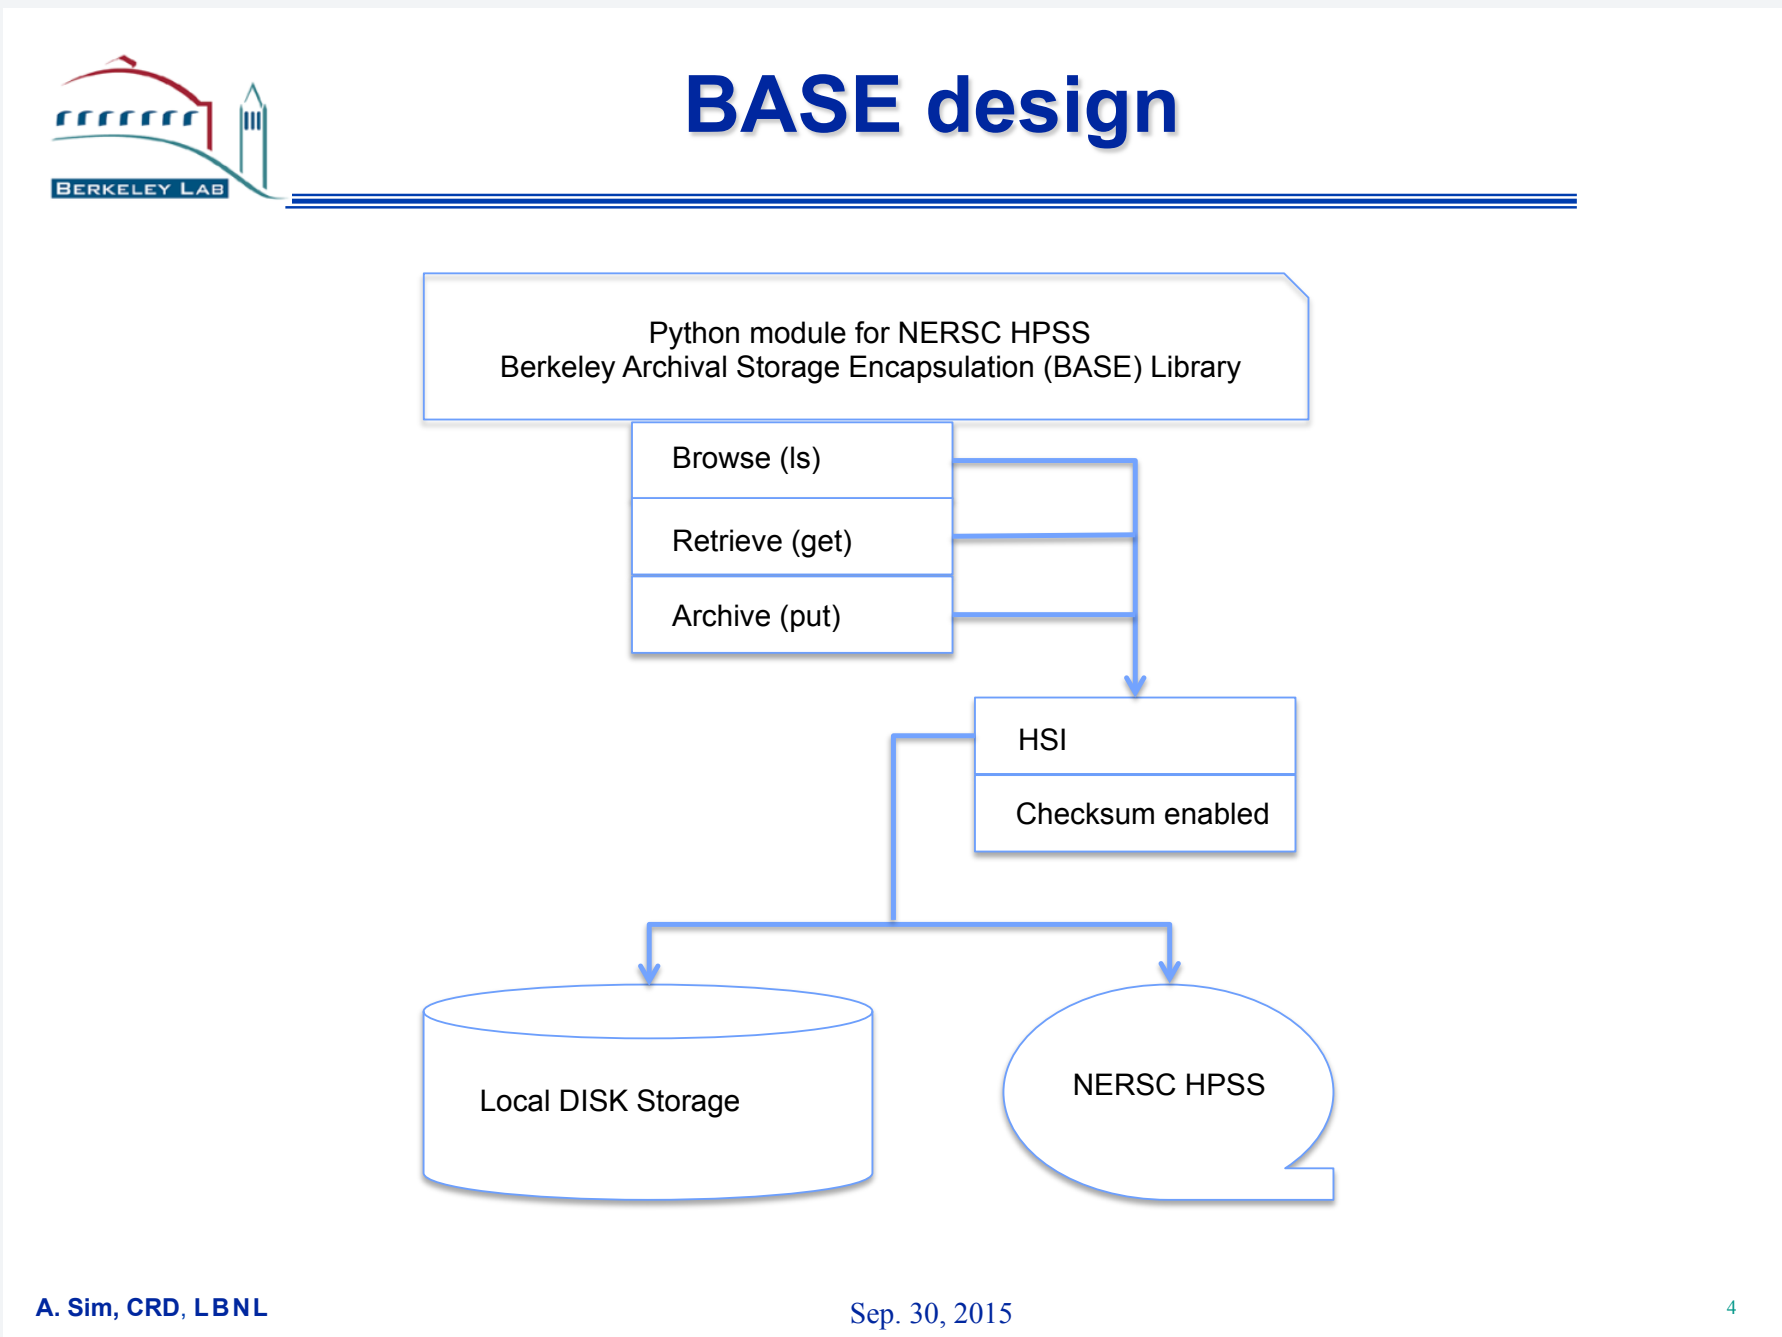 BERKELEY LAB
BASE design
Python module for NERSC HPSS
Berkeley Archival Storage Encapsulation (BASE) Library
Browse (ls)
Retrieve (get)
Archive (put)
HSI
Checksum enabled
Local DISK Storage
NERSC HPSS
A. Sim, CRD, LBNL
Sep. 30, 2015
4